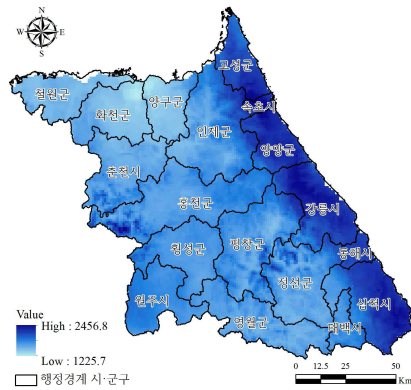 N
W E
S
고성군
속초시
철원군
화천군
양구군
인제군
양양군
춘천시
홍천군
강릉시
횡성군
평창군
동해시
정선군
원주시
삼척시
영월군
태백시
Value
High : 2456.8
Low : 1225.7
행정경계 시·군구
0 12.5 25 50
Km